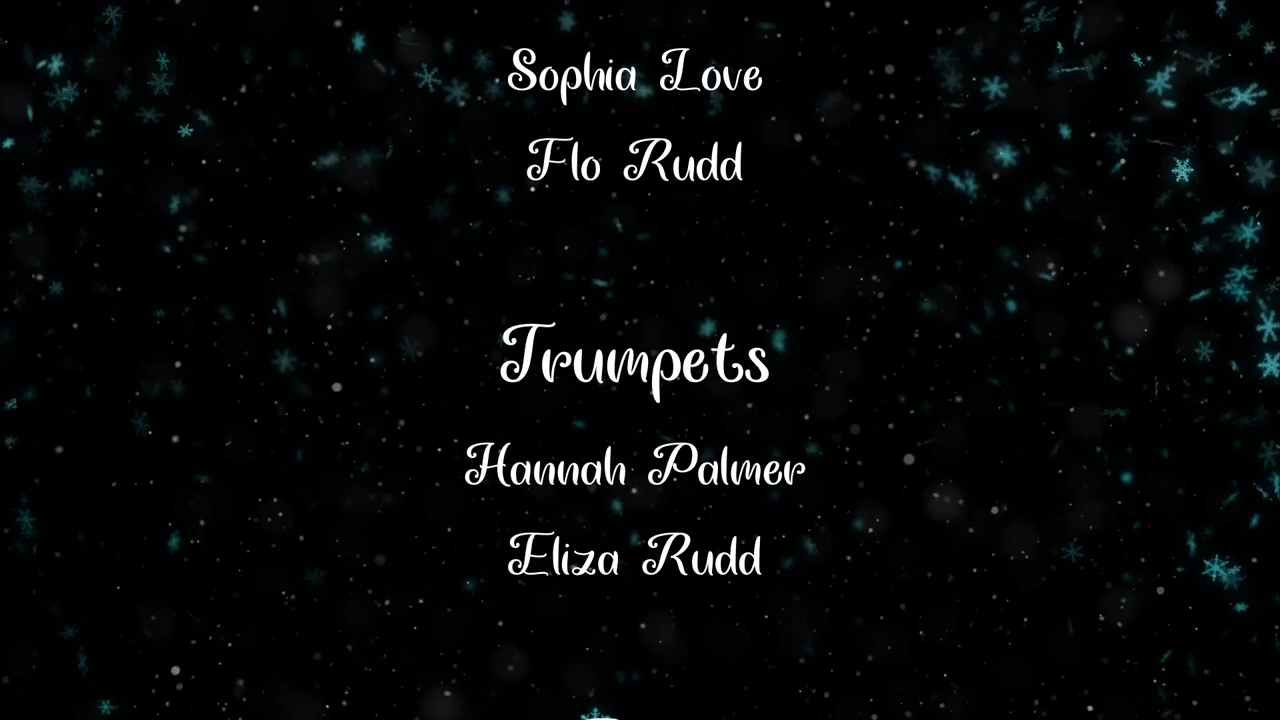 Sophia Love
Flo Rudd
Trumpets
Hannah Palmer
Eliza Rudd